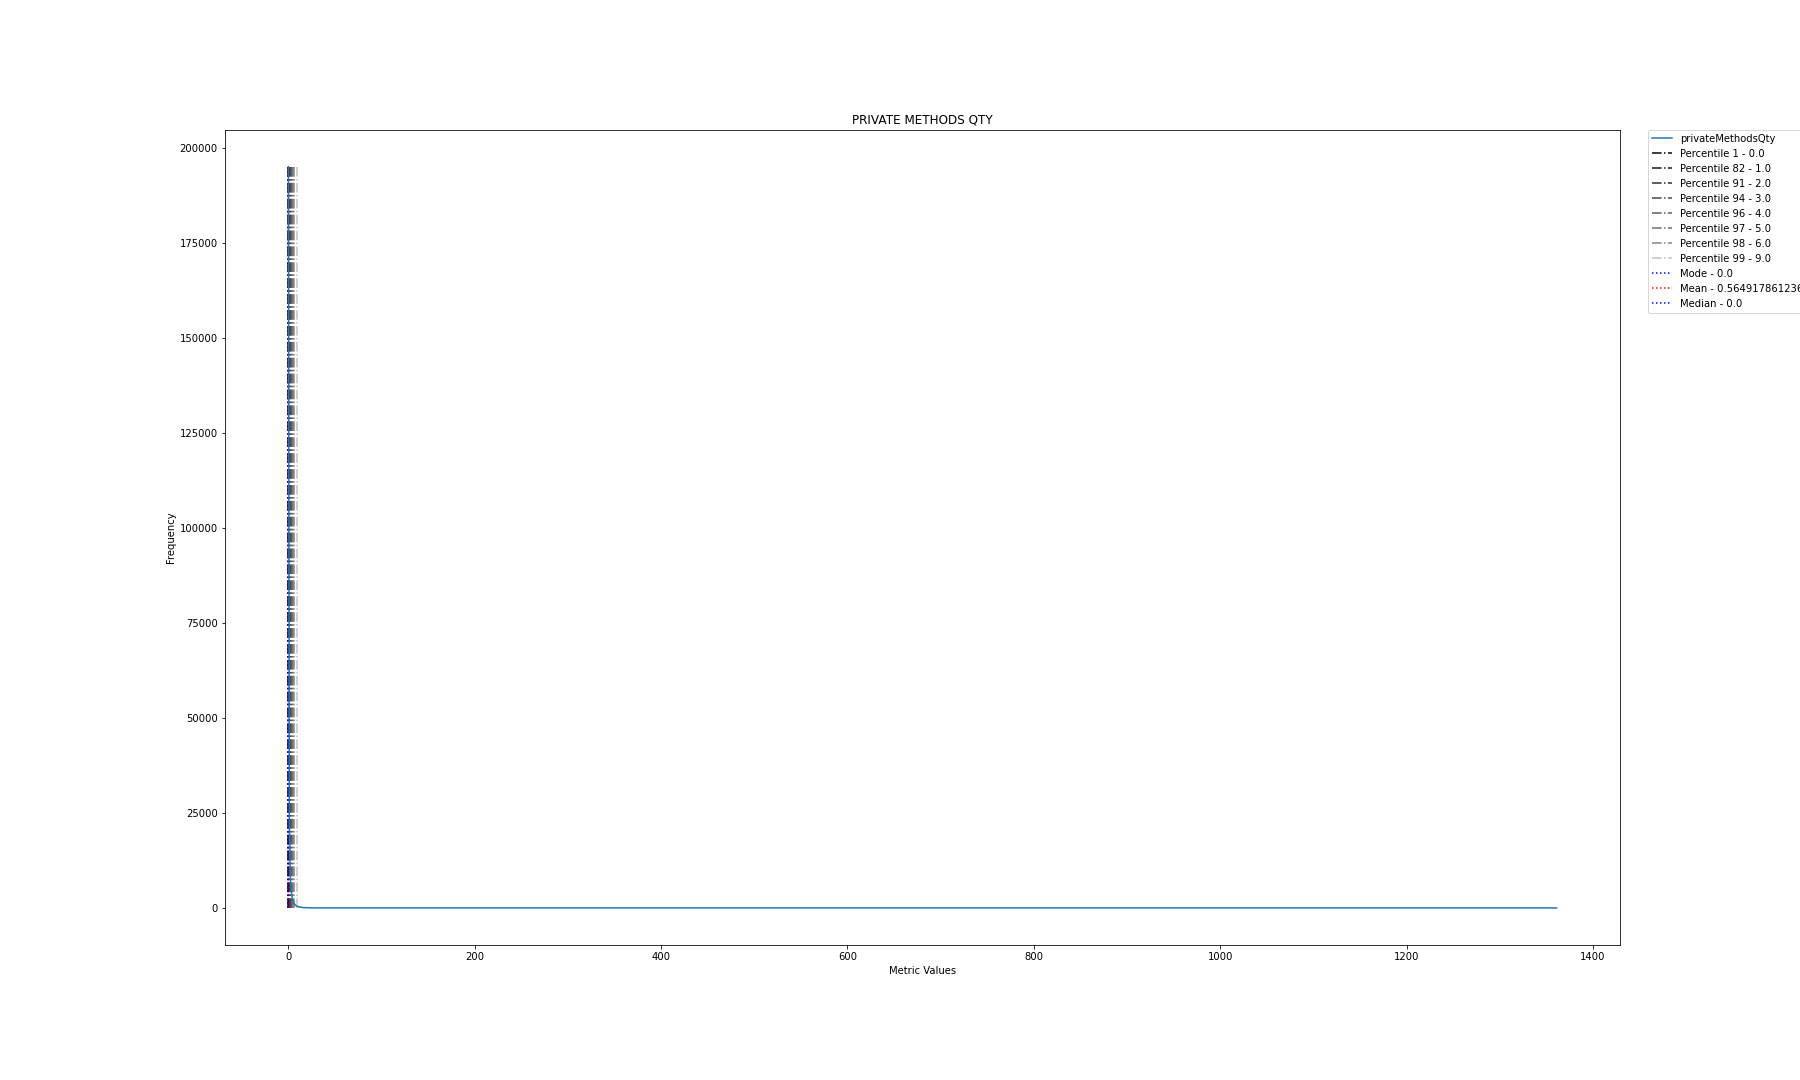 PRIVATE METHODS QTY
200000
175000
150000
125000
100000
75000
50000
25000
0
Frequency
0 200 400 600 800 1000 1200 1400
Metric Values
privateMethodsQty
Percentile 1 - 0.0
Percentile 82 - 1.0
Percentile 91 - 2.0
Percentile 94 - 3.0
Percentile 96 - 4.0
Percentile 97 - 5.0
Percentile 98 - 6.0
Percentile 99 - 9.0
Mode - 0.0
Mean - 0.564917861236
Median - 0.0